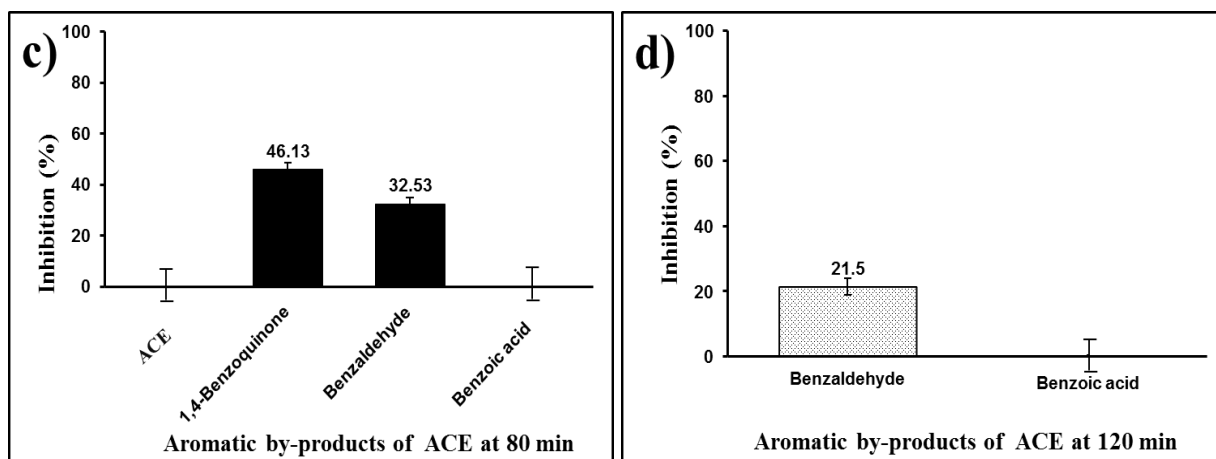 c)
Inhibition (%)
100
80
60
40
20
0
46.13
32.53
ACE
1,4-Benzoquinone
Benzaldehyde
Benzoic acid
Aromatic by-products of ACE at 80 min
d)
Inhibition (%)
100
80
60
40
20
0
21.5
Benzaldehyde
Benzoic acid
Aromatic by-products of ACE at 120 min